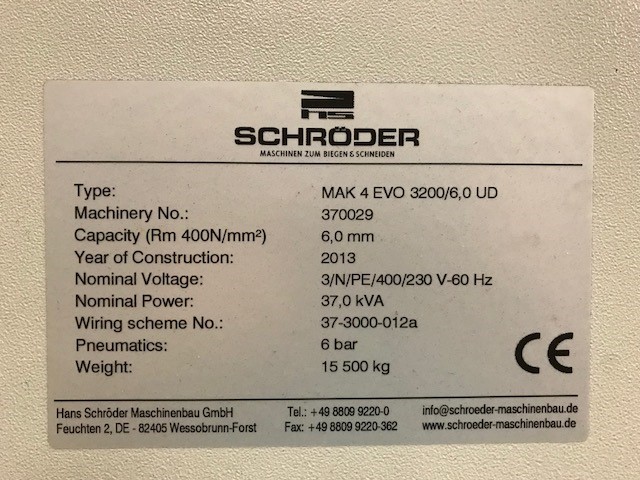 hs
SCHRÖDER
MASCHINEN ZUM BIEGEN & SCHNEIDEN
Type: MAK 4 EVO 3200/6,0 UD
Machinery No.: 370029
Capacity (Rm 400N/mm²) 6,0 mm
Year of Construction: 2013
Nominal Voltage: 3/N/PE/400/230 V-60 Hz
Nominal Power: 37,0 kVA
Wiring scheme No.: 37-3000-012a
Pneumatics: 6 bar
Weight: 15 500 kg
CE
Hans Schröder Maschinenbau GmbH Tel.: +49 8809 9220-0 info@schroeder-maschinenbau.de
Feuchten 2, DE - 82405 Wessobrunn-Forst Fax: +49 8809 9220-362 www.schroeder-maschinenbau.de